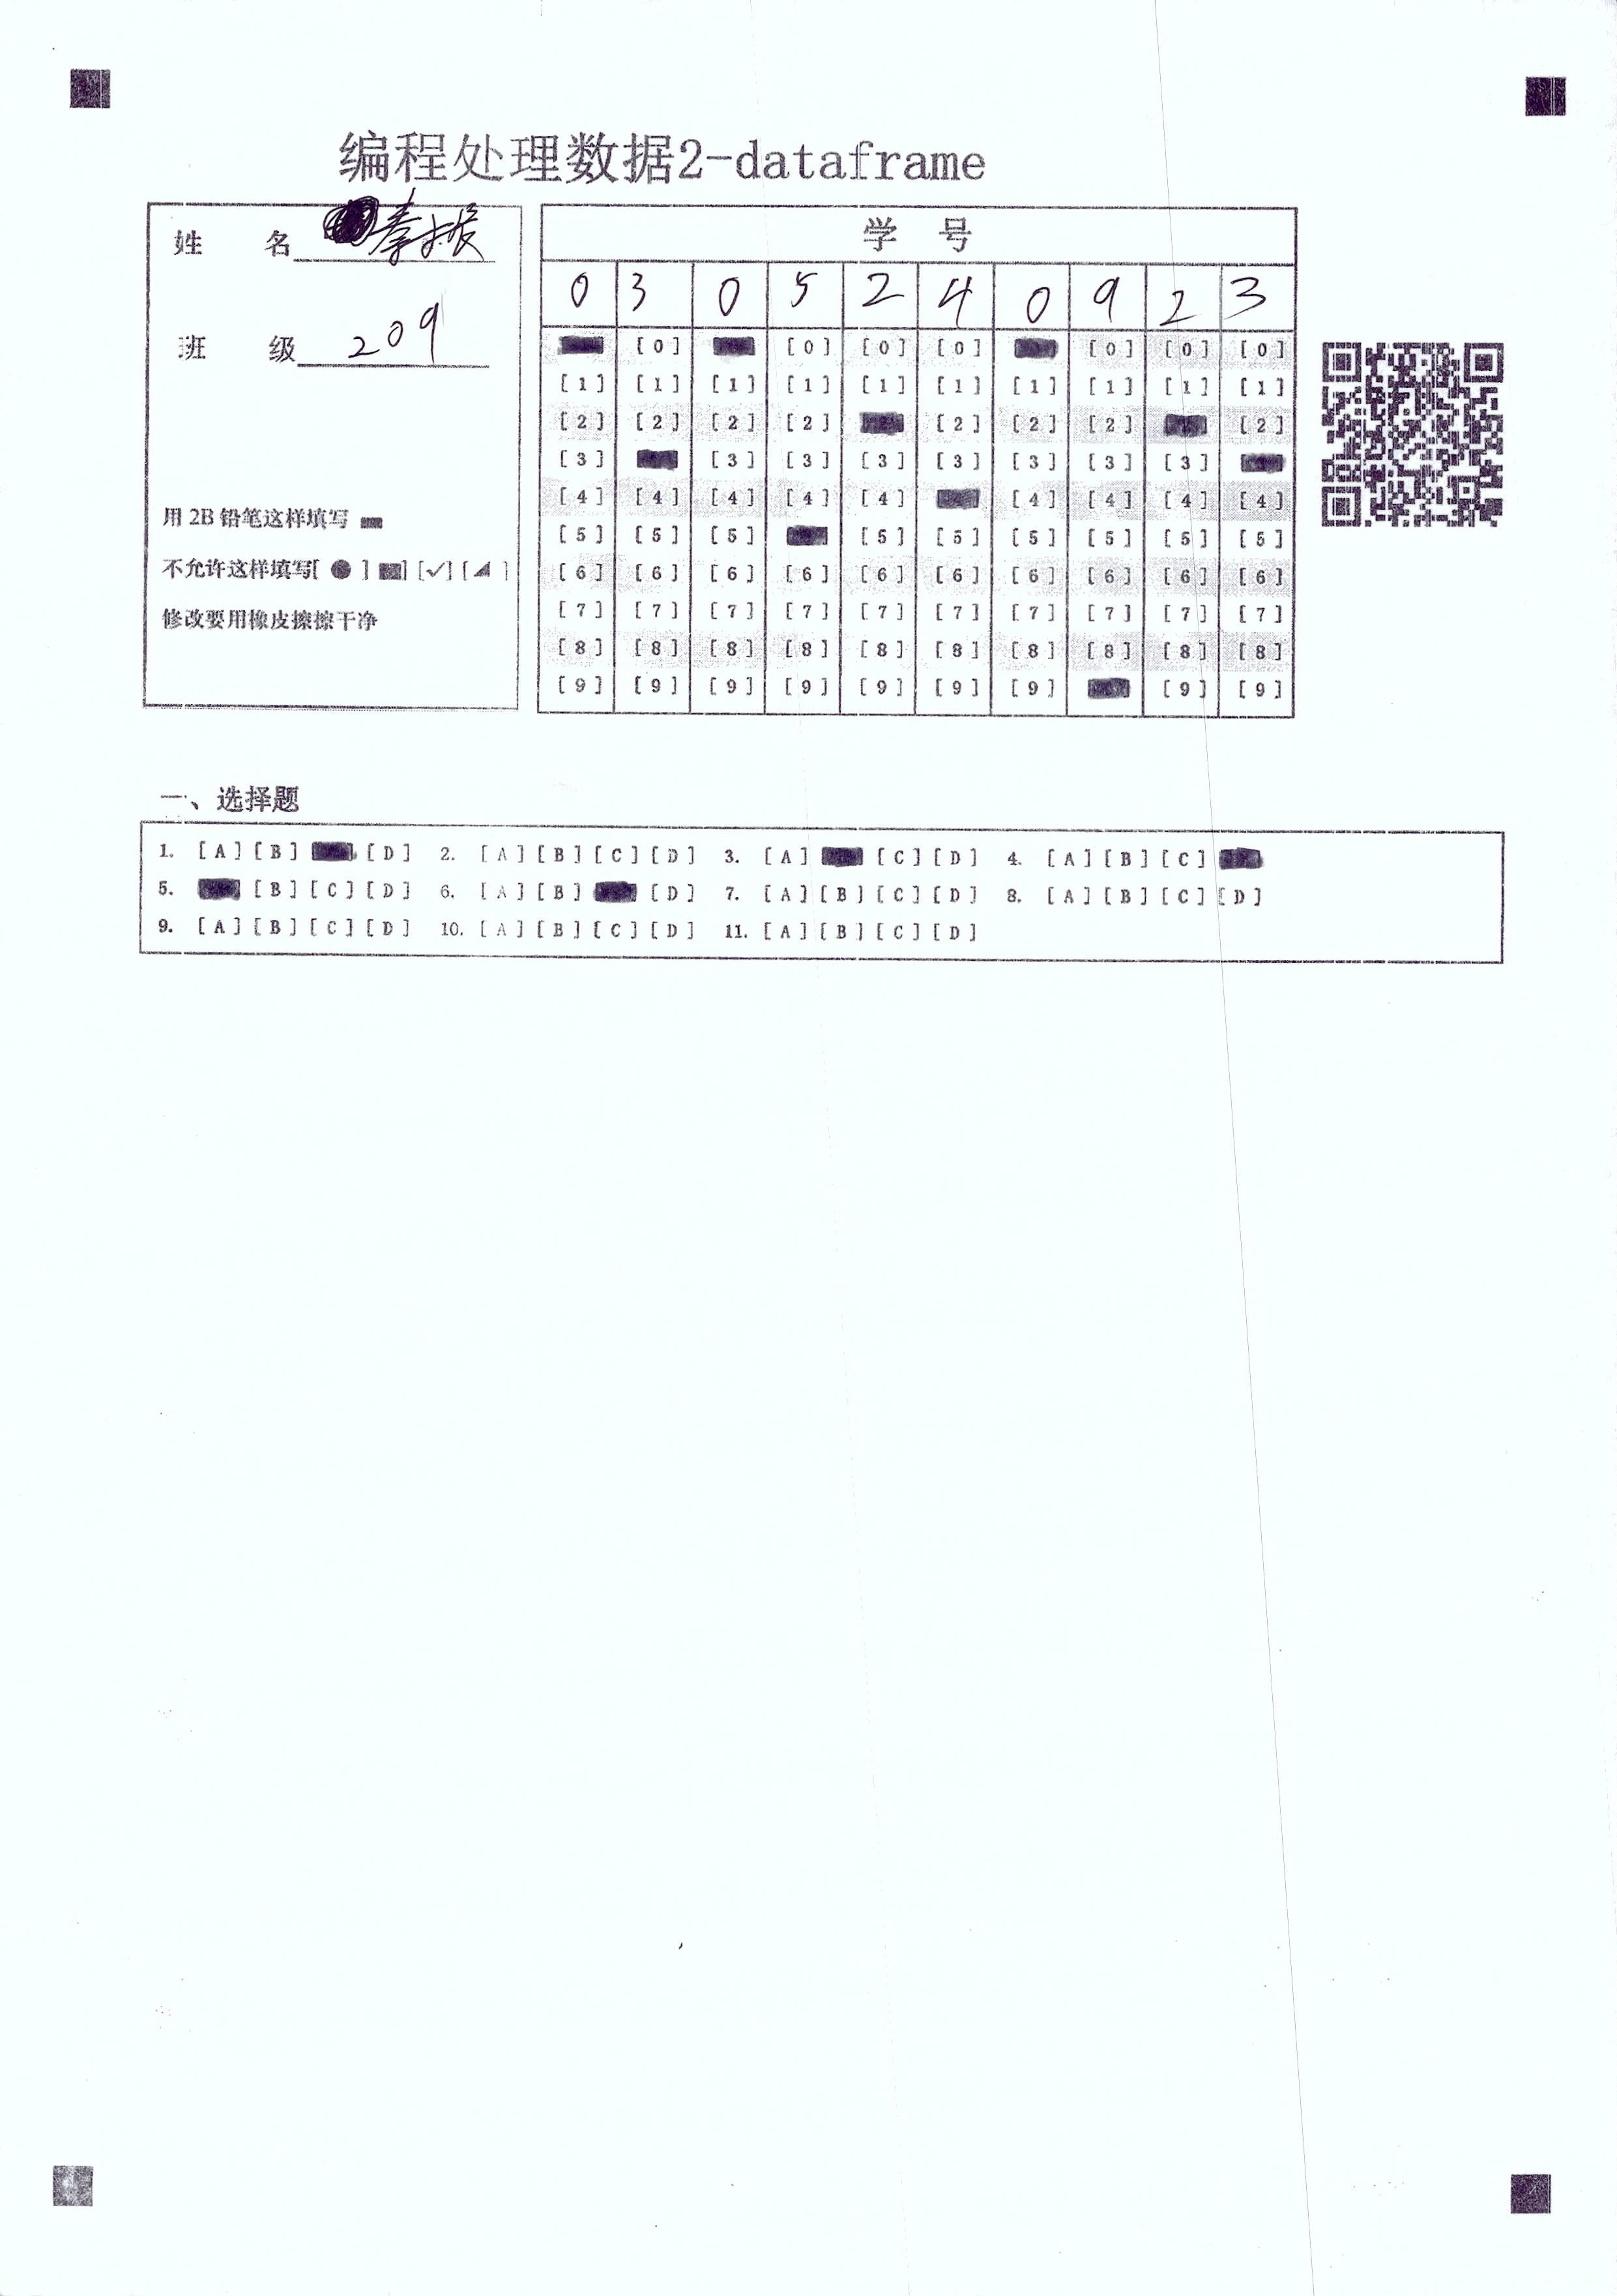 编程处理数据2-dataframe
姓 名
班 级 209
用 2B 铅笔这样填写
不允许这样填写[ ● ] [■] [✓] [◢ ]
修改要用橡皮擦擦干净
学 号
0 3 0 5 2 4 0 9 2 3
[0] [0] [0] [0] [0] [0] [0]
[1] [1] [1] [1] [1] [1] [1] [1] [1] [1]
[2] [2] [2] [2] [2] [2] [2] [2]
[3] [3] [3] [3] [3] [3] [3] [3]
[4] [4] [4] [4] [4] [4] [4] [4] [4]
[5] [5] [5] [5] [5] [5] [5] [5] [5]
[6] [6] [6] [6] [6] [6] [6] [6] [6] [6]
[7] [7] [7] [7] [7] [7] [7] [7] [7] [7]
[8] [8] [8] [8] [8] [8] [8] [8] [8] [8]
[9] [9] [9] [9] [9] [9] [9] [9] [9]
一、选择题
1. [A] [B] [D] 2. [A] [B] [C] [D] 3. [A] [C] [D] 4. [A] [B] [C]
5. [B] [C] [D] 6. [A] [B] [D] 7. [A] [B] [C] [D] 8. [A] [B] [C] [D]
9. [A] [B] [C] [D] 10. [A] [B] [C] [D] 11. [A] [B] [C] [D]